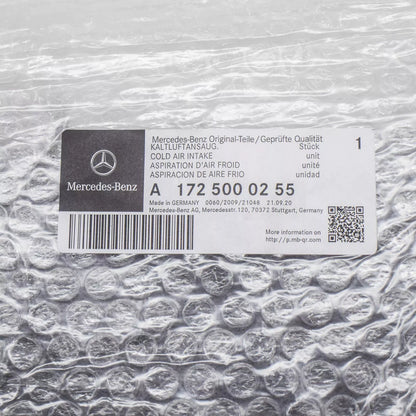 Mercedes-Benz Original-Teile/Geprüfte Qualität
KALTLUFTANSAUG. Stück 1
COLD AIR INTAKE unit
ASPIRATION D'AIR FROID unité
ASPIRACION DE AIRE FRIO unidad
Mercedes-Benz
A 172 500 02 55
Made in GERMANY 0060/2009/21046 21.09.20
Mercedes-Benz AG, Mercedesstr.120, 70372 Stuttgart, Germany
More information on
http://p.mb-qr.com